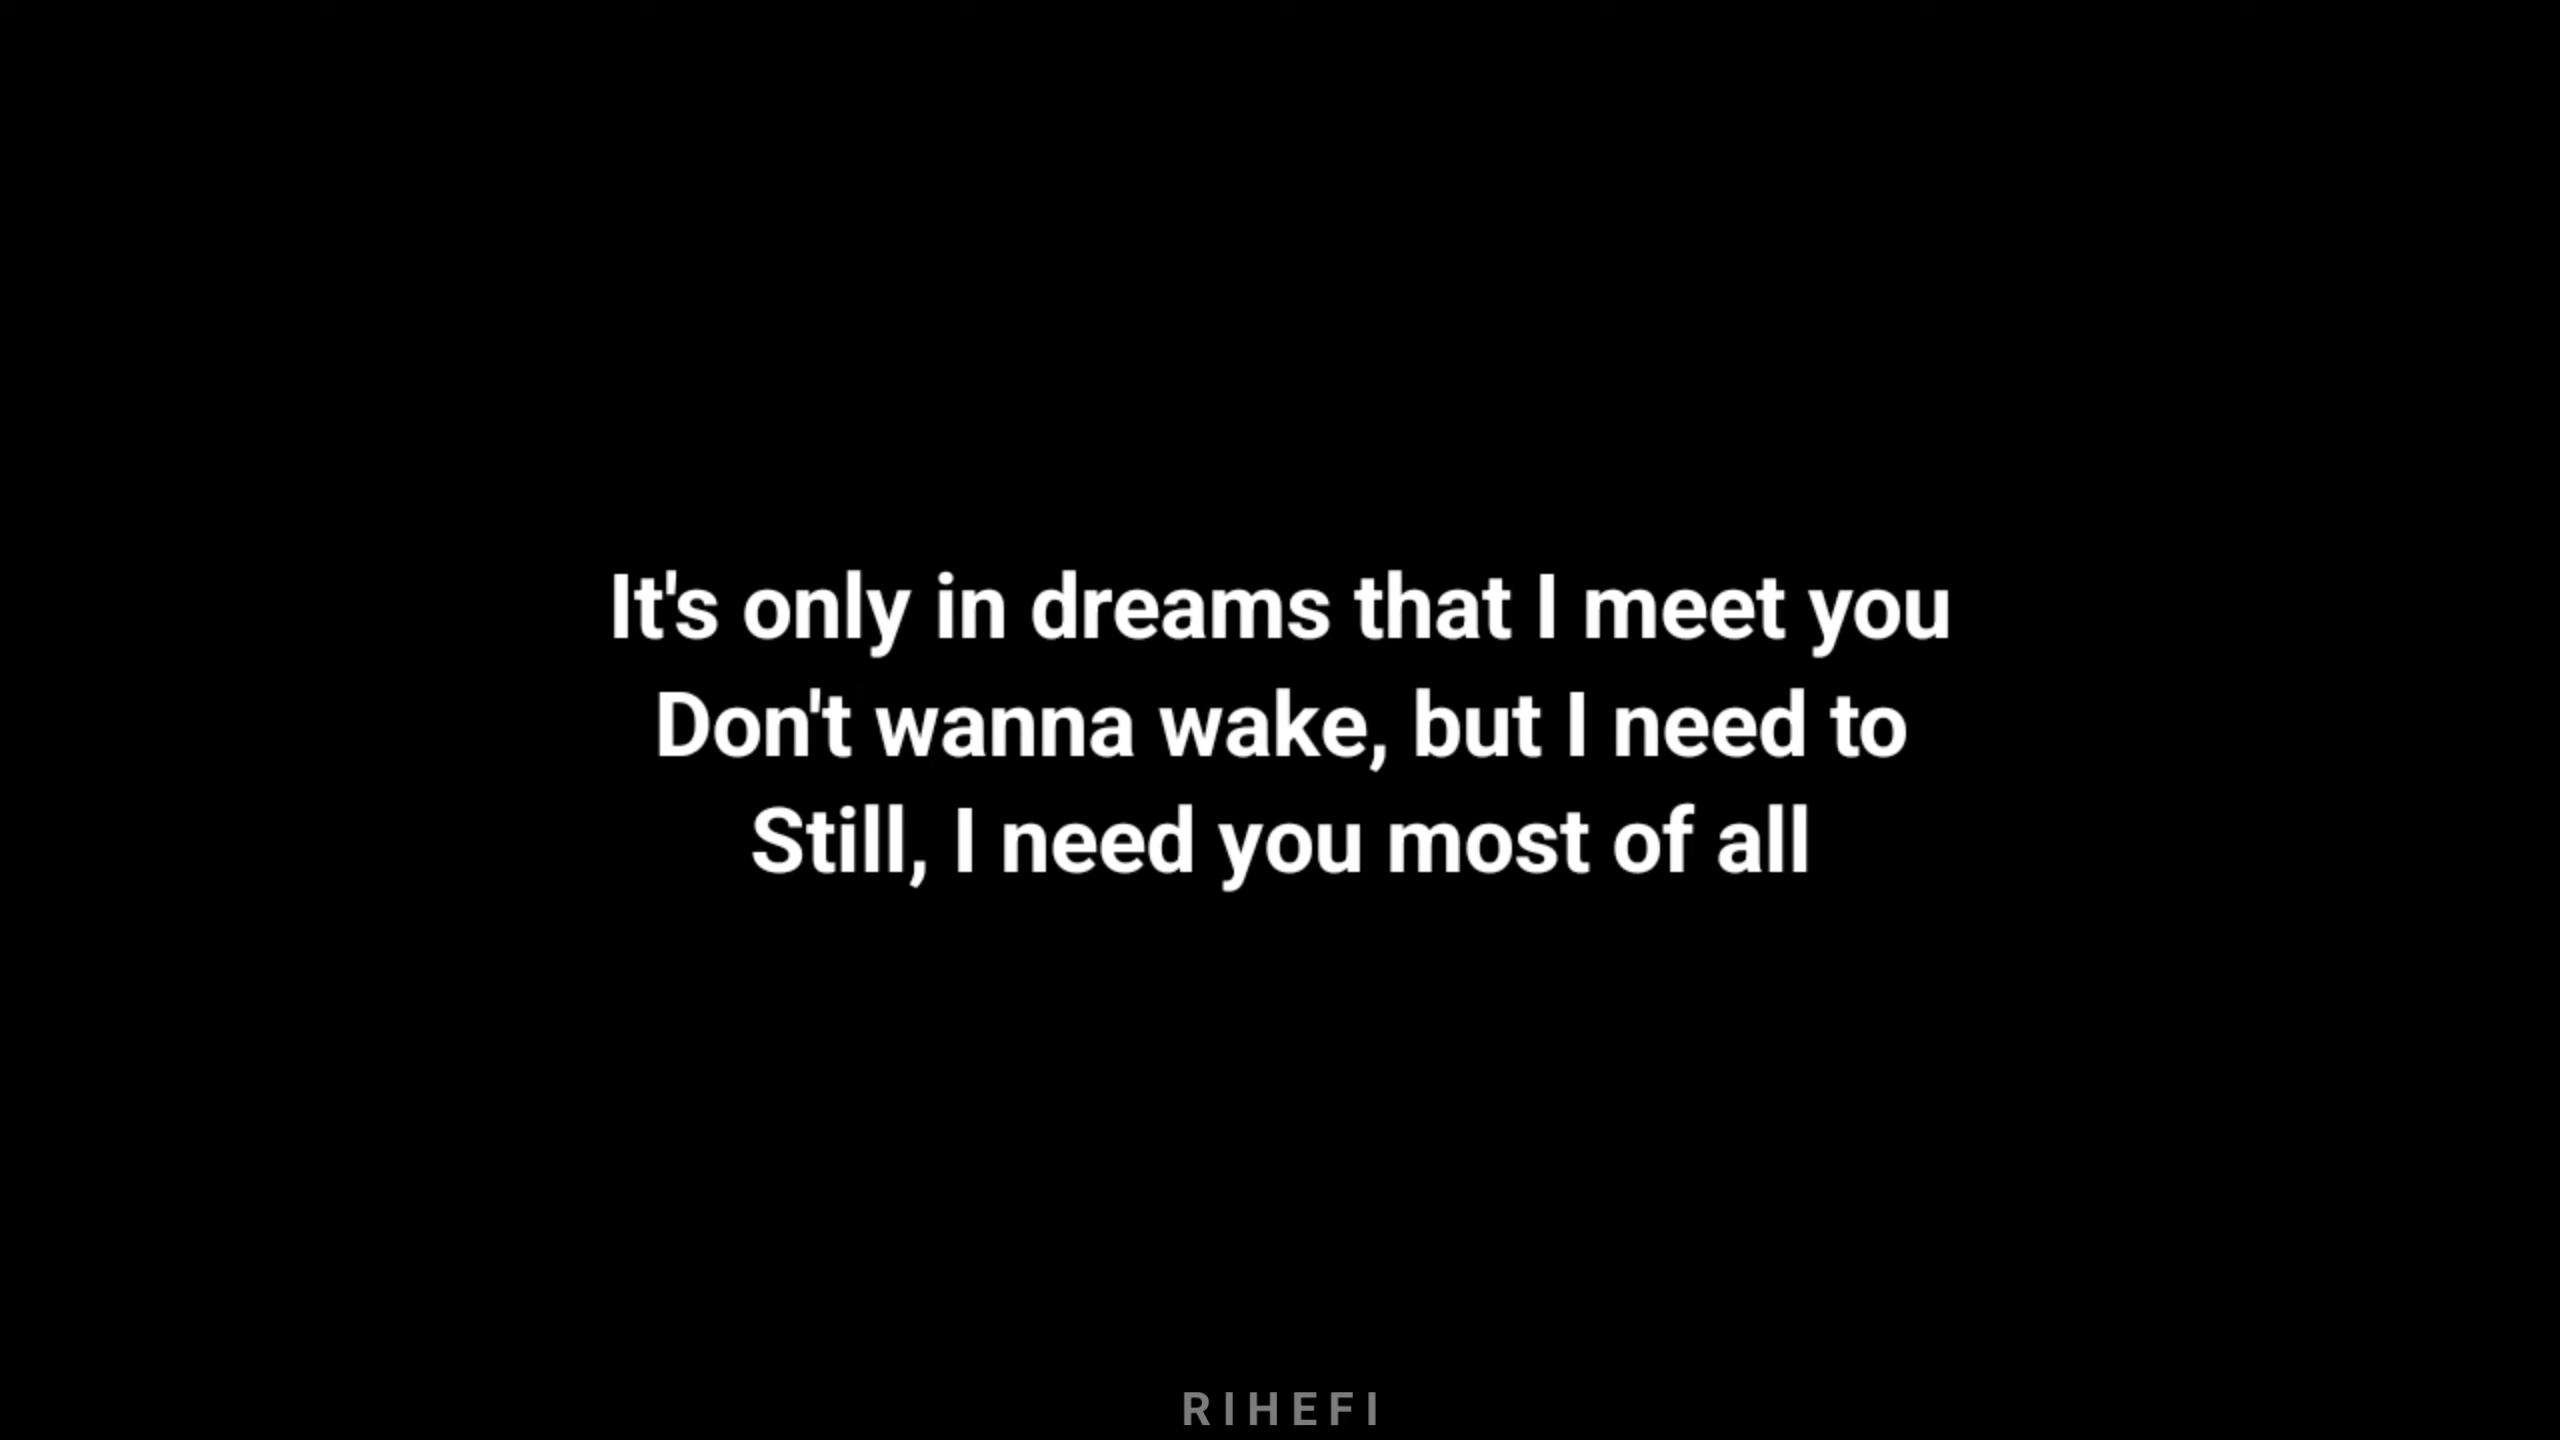 It's only in dreams that I meet you
Don't wanna wake, but I need to
Still, I need you most of all
RIHEFI